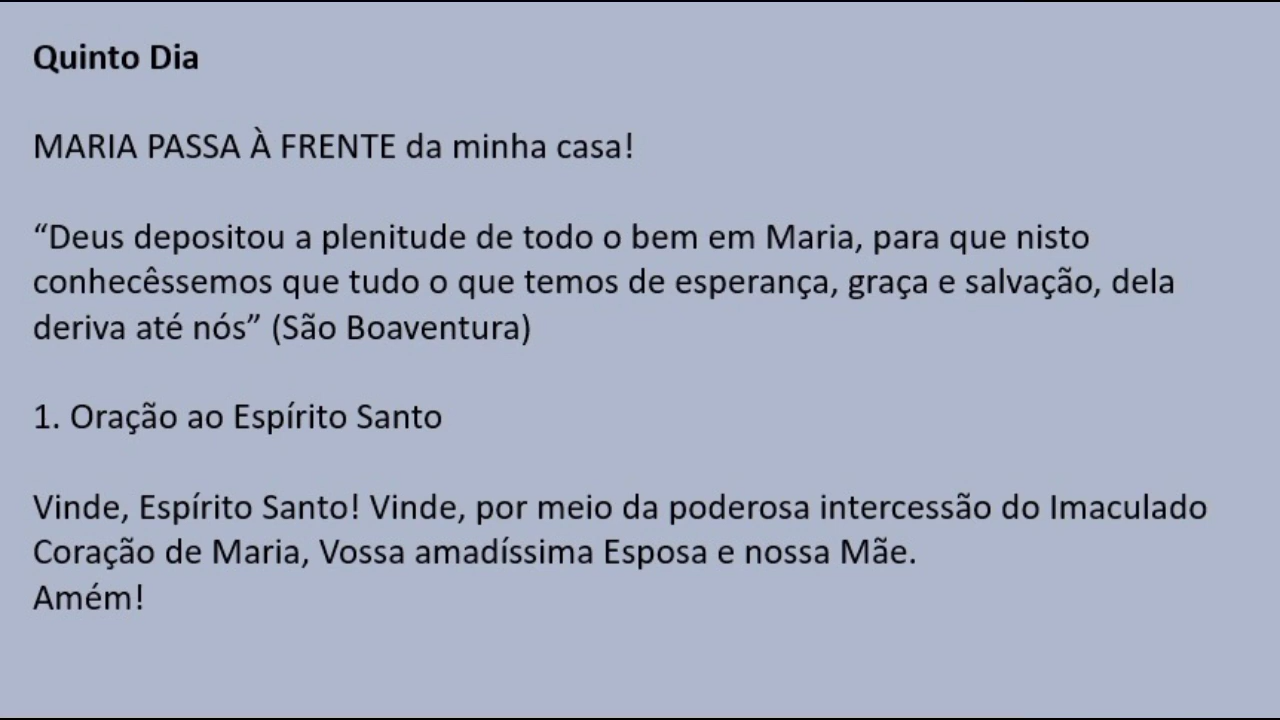 Quinto Dia
MARIA PASSA À FRENTE da minha casa!
“Deus depositou a plenitude de todo o bem em Maria, para que nisto
conhecêssemos que tudo o que temos de esperança, graça e salvação, dela
deriva até nós” (São Boaventura)
1. Oração ao Espírito Santo
Vinde, Espírito Santo! Vinde, por meio da poderosa intercessão do Imaculado
Coração de Maria, Vossa amadíssima Esposa e nossa Mãe.
Amém!